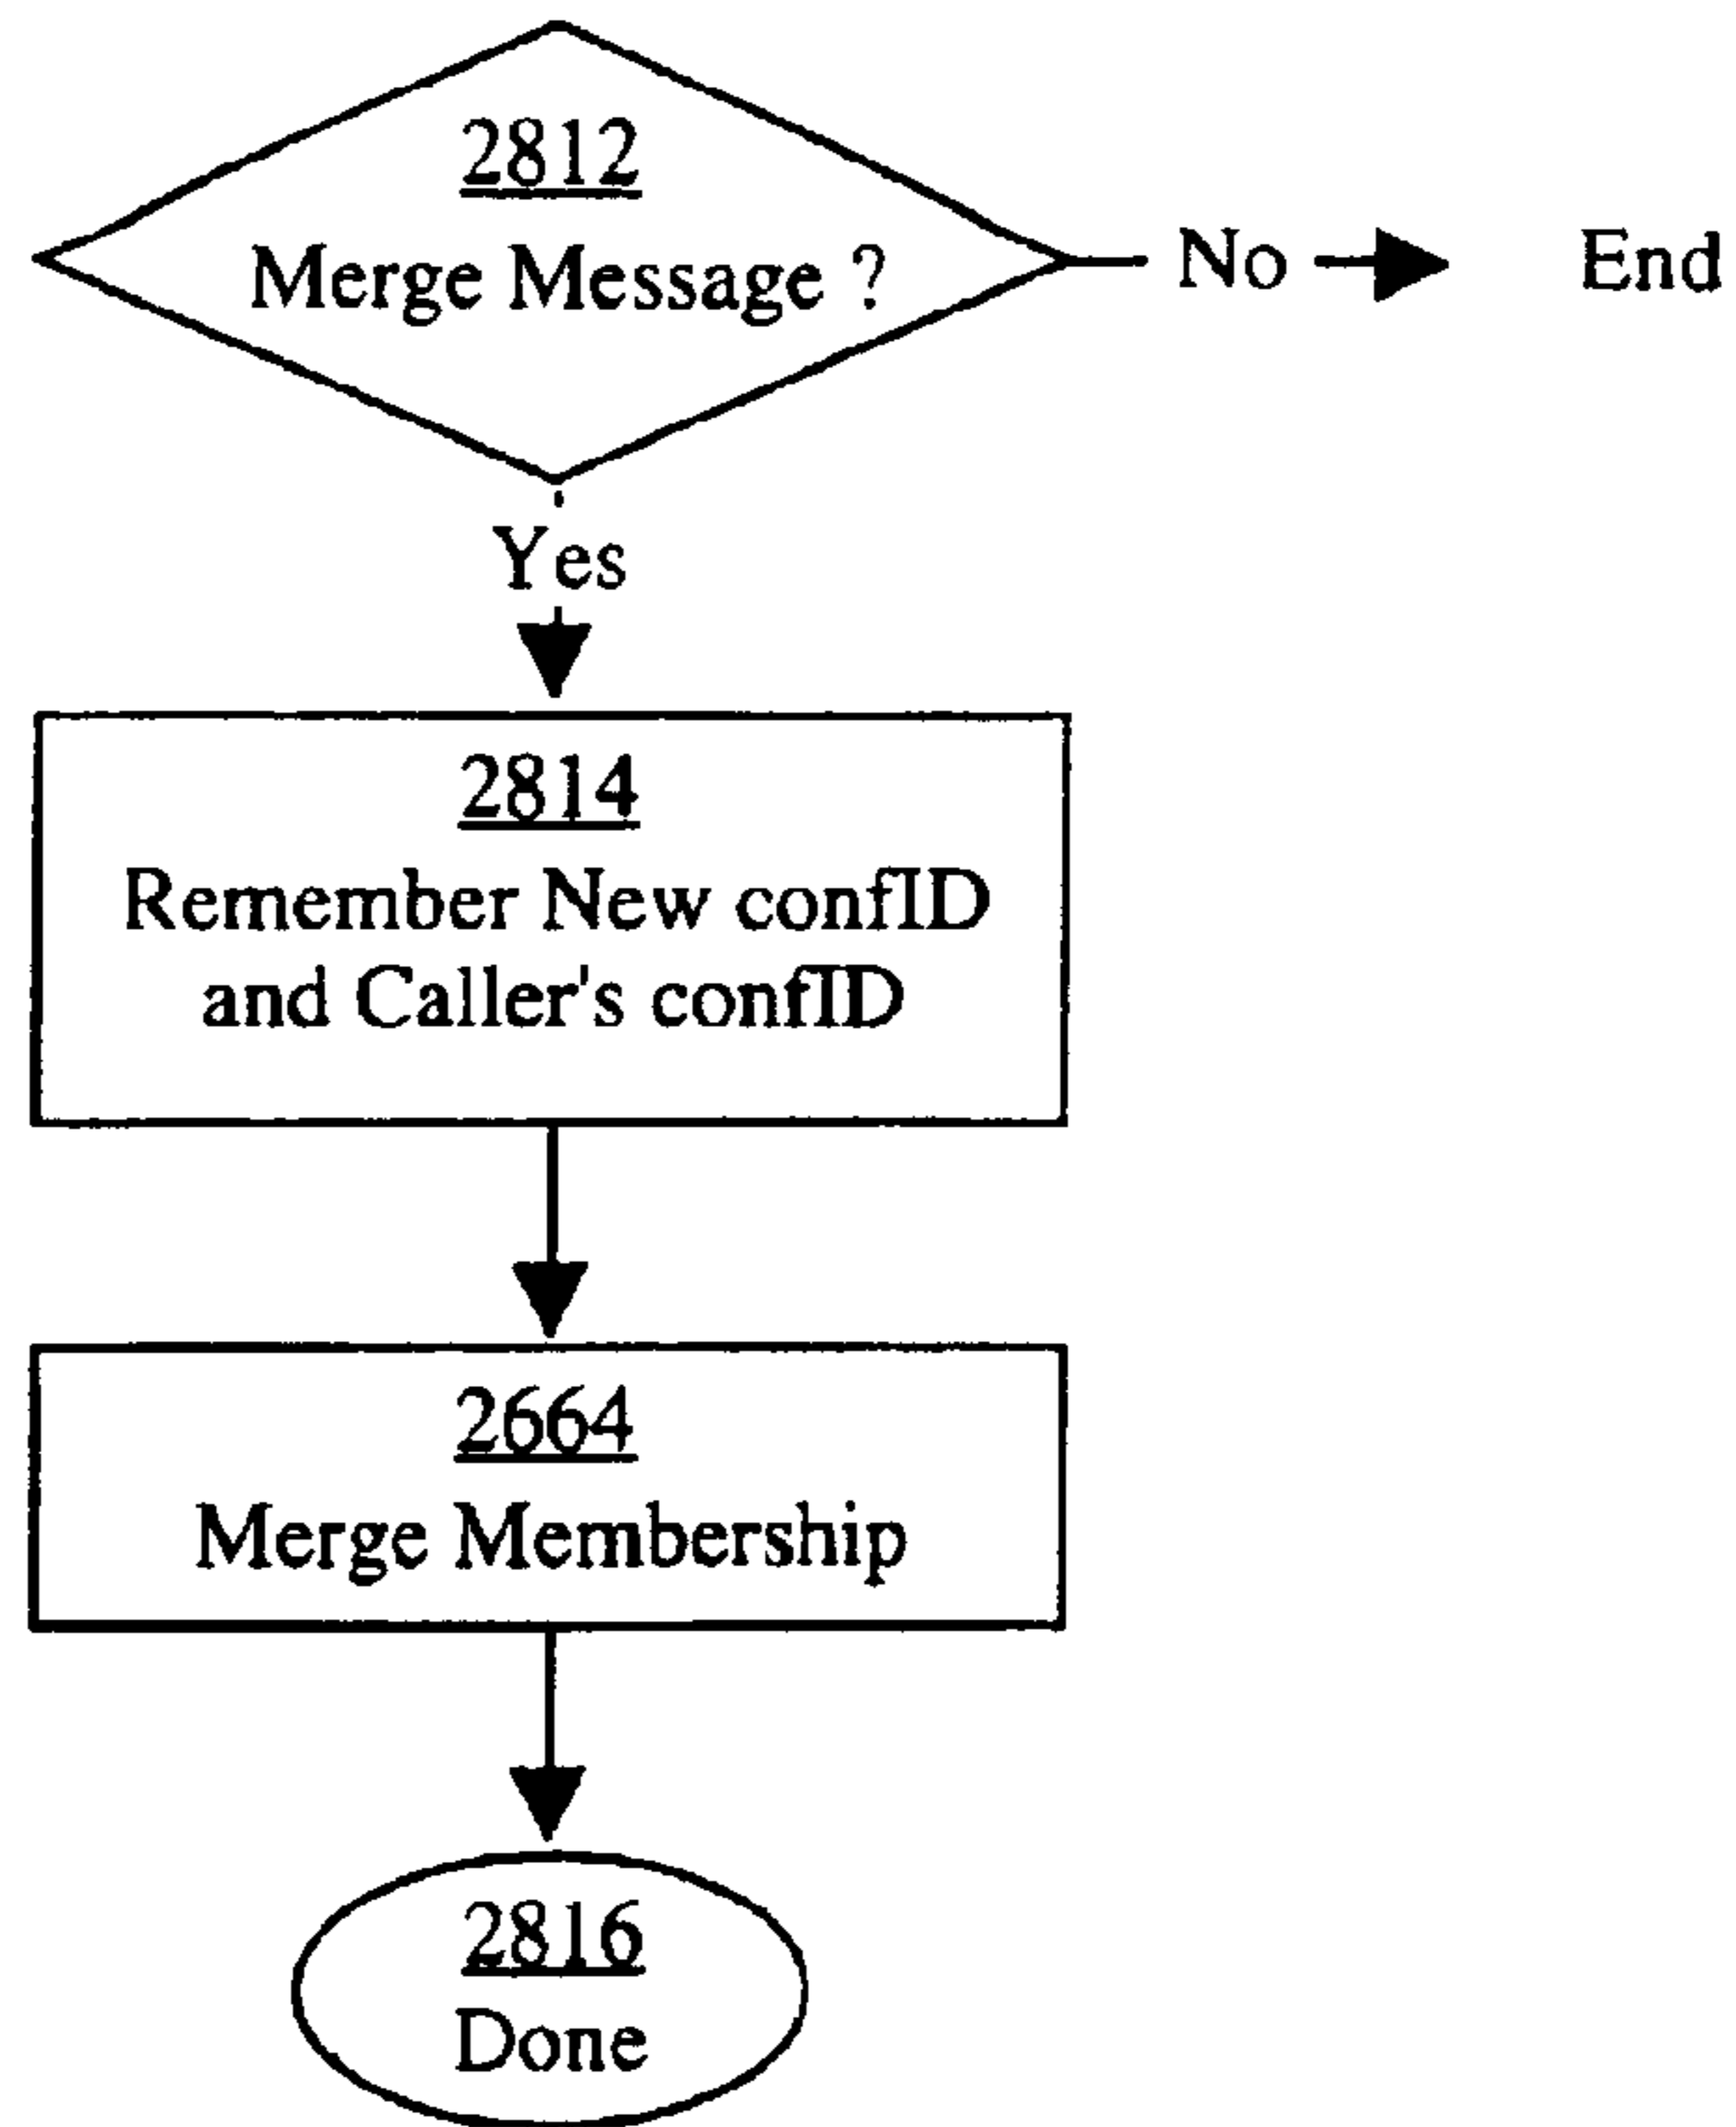 2812
Merge Message ?
No
End
Yes
2814
Remember New confID
and Caller's confID
2664
Merge Membership
2816
Done